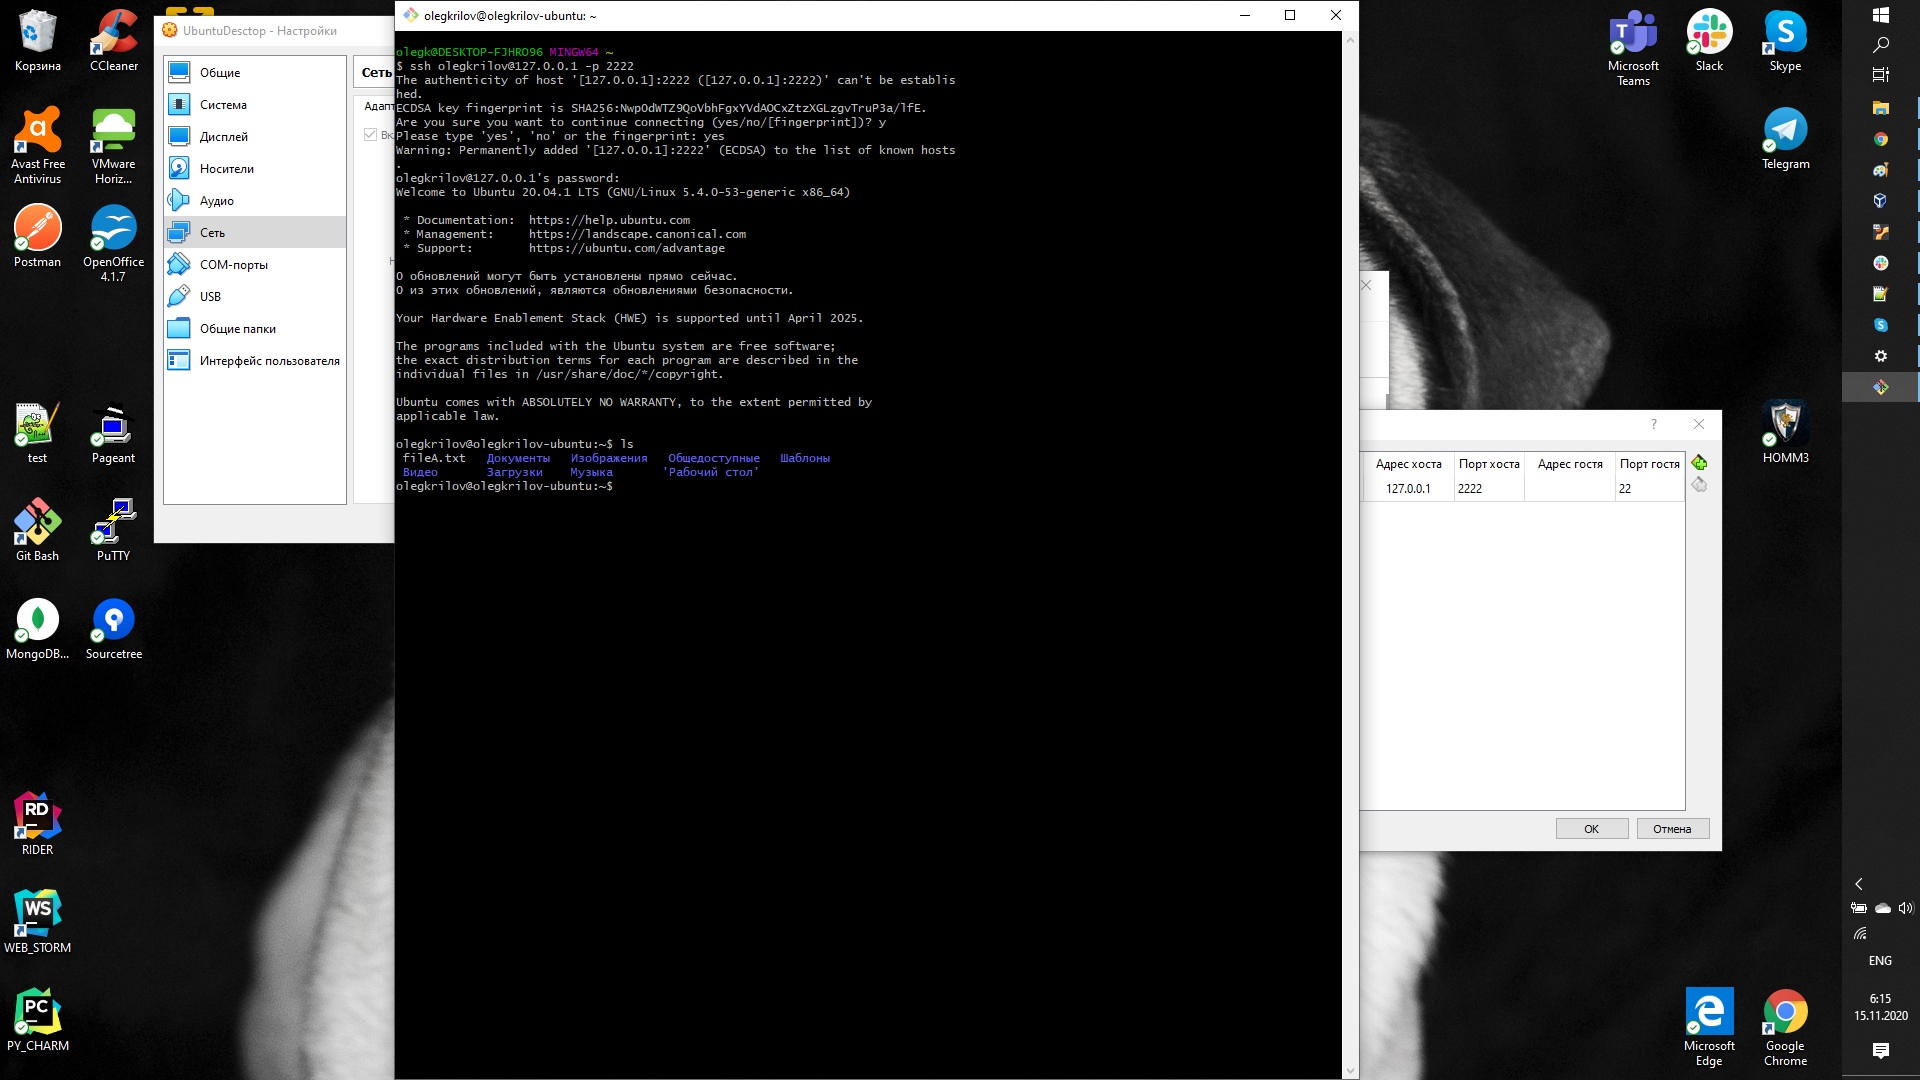 Корзина
CCleaner
Avast Free
Antivirus
VMware
Horiz...
Postman
OpenOffice
4.1.7
test
Pageant
Git Bash
PuTTY
MongoDB...
Sourcetree
RD
RIDER
WS
WEB_STORM
PC
PY_CHARM
UbuntuDesctop - Настройки
Общие
Система
Дисплей
Носители
Аудио
Сеть
COM-порты
USB
Общие папки
Интерфейс пользователя
Сеть
Адапт
olegkrilov@olegkrilov-ubuntu: ~
olegk@DESKTOP-FJHRO96 MINGW64 ~
$ ssh olegkrilov@127.0.0.1 -p 2222
The authenticity of host '[127.0.0.1]:2222 ([127.0.0.1]:2222)' can't be establis
hed.
ECDSA key fingerprint is SHA256:NwpOdWTZ9QoVbhFgxYVdAOCxZtzXGLzgvTruP3a/lfE.
Are you sure you want to continue connecting (yes/no/[fingerprint])? y
Please type 'yes', 'no' or the fingerprint: yes
Warning: Permanently added '[127.0.0.1]:2222' (ECDSA) to the list of known hosts
.
olegkrilov@127.0.0.1's password:
Welcome to Ubuntu 20.04.1 LTS (GNU/Linux 5.4.0-53-generic x86_64)
* Documentation: https://help.ubuntu.com
* Management: https://landscape.canonical.com
* Support: https://ubuntu.com/advantage
0 обновлений могут быть установлены прямо сейчас.
0 из этих обновлений, являются обновлениями безопасности.
Your Hardware Enablement Stack (HWE) is supported until April 2025.
The programs included with the Ubuntu system are free software;
the exact distribution terms for each program are described in the
individual files in /usr/share/doc/*/copyright.
Ubuntu comes with ABSOLUTELY NO WARRANTY, to the extent permitted by
applicable law.
olegkrilov@olegkrilov-ubuntu:~$ ls
fileA.txt Документы Изображения Общедоступные Шаблоны
Видео Загрузки Музыка 'Рабочий стол'
olegkrilov@olegkrilov-ubuntu:~$
Адрес хоста Порт хоста Адрес гостя Порт гостя
127.0.0.1 2222 22
OK Отмена
Microsoft
Teams
Slack
Skype
Telegram
HOMM3
Microsoft
Edge
Google
Chrome
ENG
6:15
15.11.2020